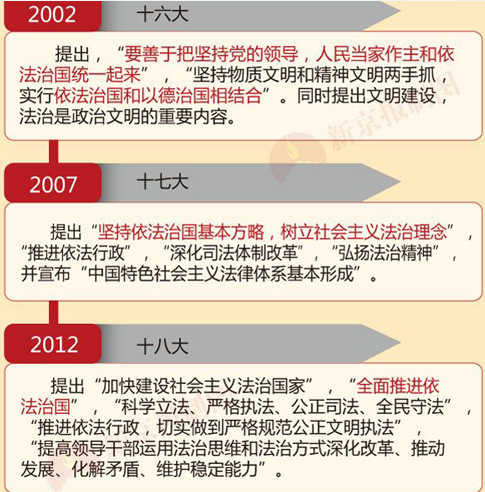 2002 十六大
提出，“要善于把坚持党的领导，人民当家作主和依
法治国统一起来”，“坚持物质文明和精神文明两手抓，
实行依法治国和以德治国相结合”。同时提出文明建设，
法治是政治文明的重要内容。
新京报制图
2007 十七大
提出“坚持依法治国基本方略，树立社会主义法治理念”，
“推进依法行政”，“深化司法体制改革”，“弘扬法治精神”，
并宣布“中国特色社会主义法律体系基本形成”。
2012 十八大
提出“加快建设社会主义法治国家”，“全面推进依
法治国”，“科学立法、严格执法、公正司法、全民守法”，
“推进依法行政，切实做到严格规范公正文明执法”，
“提高领导干部运用法治思维和法治方式深化改革、推动
发展、化解矛盾、维护稳定能力”。